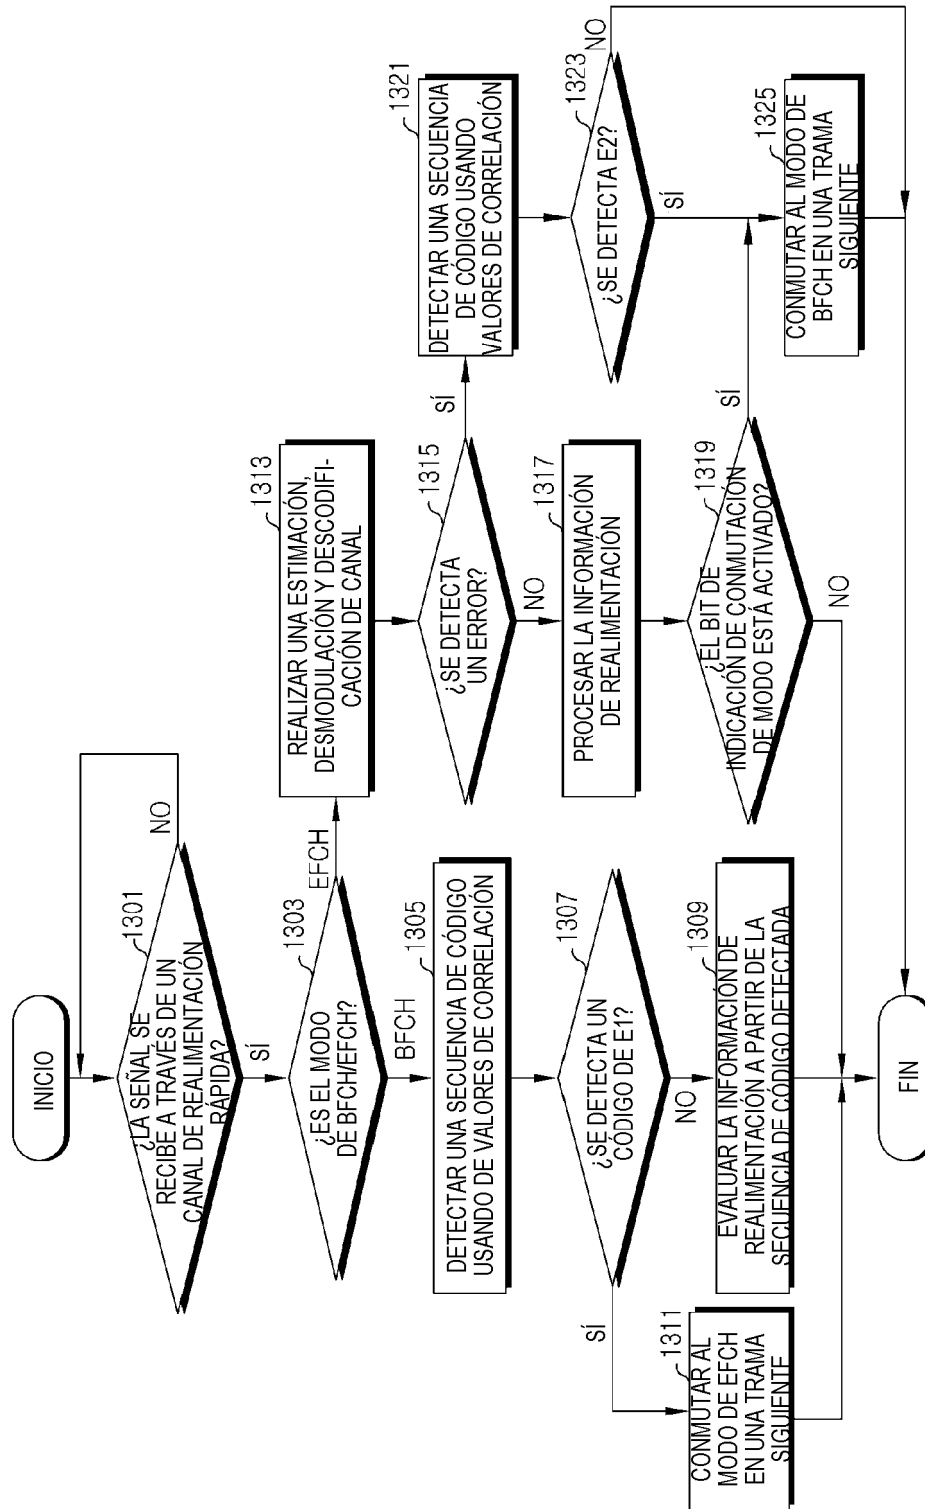 INICIO
1301
¿LA SEÑAL SE
RECIBE A TRAVÉS DE UN
CANAL DE REALIMENTACIÓN
RÁPIDA?
NO
SÍ
1303
¿ES EL MODO
DE BFCH/EFCH?
EFCH
BFCH
1305
DETECTAR UNA SECUENCIA DE CÓDIGO
USANDO DE VALORES DE CORRELACIÓN
1307
¿SE DETECTA UN
CÓDIGO DE E1?
SÍ
NO
1309
EVALUAR LA INFORMACIÓN DE
REALIMENTACIÓN A PARTIR DE LA
SECUENCIA DE CÓDIGO DETECTADA
1311
CONMUTAR AL
MODO DE EFCH
EN UNA TRAMA
SIGUIENTE
1313
REALIZAR UNA ESTIMACIÓN,
DESMODULACIÓN Y DESCODIFI-
CACIÓN DE CANAL
1315
¿SE DETECTA
UN ERROR?
SÍ
NO
1317
PROCESAR LA INFORMACIÓN
DE REALIMENTACIÓN
1319
¿EL BIT DE
INDICACIÓN DE CONMUTACIÓN
DE MODO ESTÁ ACTIVADO?
SÍ
NO
1321
DETECTAR UNA SECUENCIA
DE CÓDIGO USANDO
VALORES DE CORRELACIÓN
1323
¿SE DETECTA E2?
NO
SÍ
1325
CONMUTAR AL MODO DE
BFCH EN UNA TRAMA
SIGUIENTE
FIN